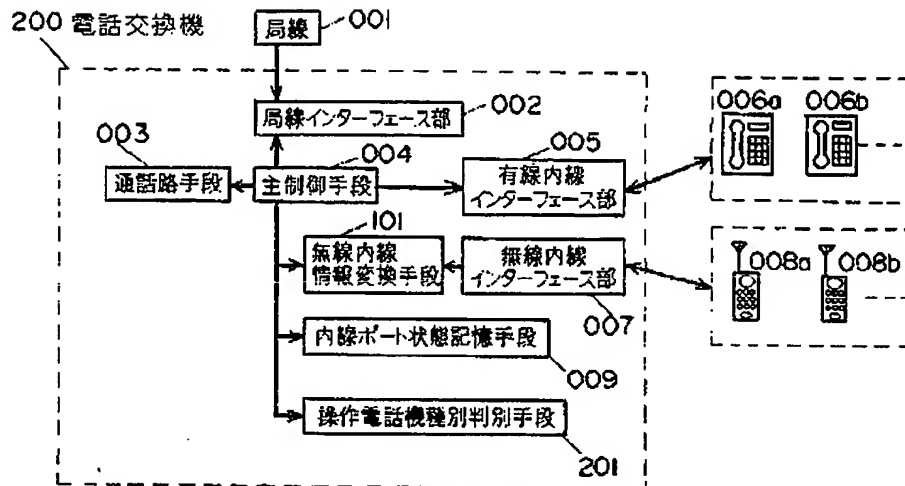 200 電話交換機
局線
001
局線インターフェース部
002
006a
006b
003
通話路手段
004
主制御手段
005
有線内線
インターフェース部
101
無線内線
情報変換手段
無線内線
インターフェース部
007
008a
008b
内線ポート状態記憶手段
009
操作電話機種別判別手段
201